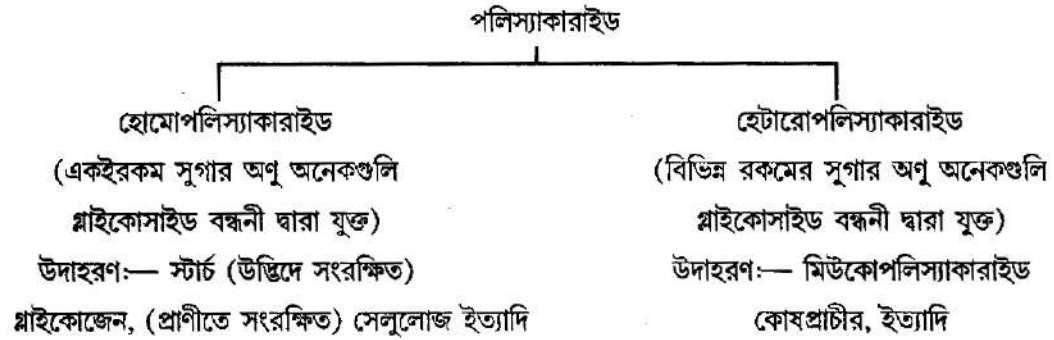 পলিস্যাকারাইড
হোমোপলিস্যাকারাইড
(একইরকম সুগার অণু অনেকগুলি
গ্লাইকোসাইড বন্ধনী দ্বারা যুক্ত)
উদাহরণঃ— স্টার্চ (উদ্ভিদে সংরক্ষিত)
গ্লাইকোজেন, (প্রাণীতে সংরক্ষিত) সেলুলোজ ইত্যাদি
হেটারোপলিস্যাকারাইড
(বিভিন্ন রকমের সুগার অণু অনেকগুলি
গ্লাইকোসাইড বন্ধনী দ্বারা যুক্ত)
উদাহরণঃ— মিউকোপলিস্যাকারাইড
কোষপ্রাচীর, ইত্যাদি